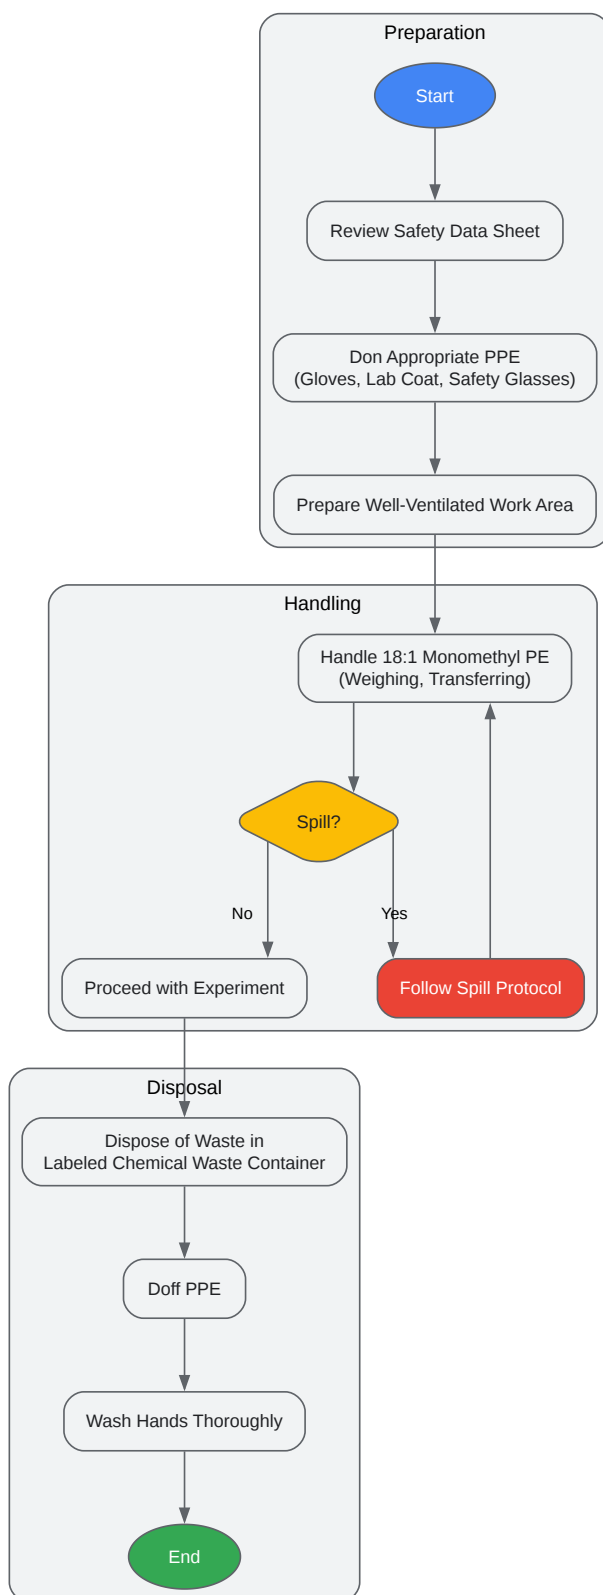 Preparation
Start
Review Safety Data Sheet
Don Appropriate PPE
(Gloves, Lab Coat, Safety Glasses)
Prepare Well-Ventilated Work Area
Handling
Handle 18:1 Monomethyl PE
(Weighing, Transferring)
Spill?
No
Yes
Proceed with Experiment
Follow Spill Protocol
Disposal
Dispose of Waste in
Labeled Chemical Waste Container
Doff PPE
Wash Hands Thoroughly
End